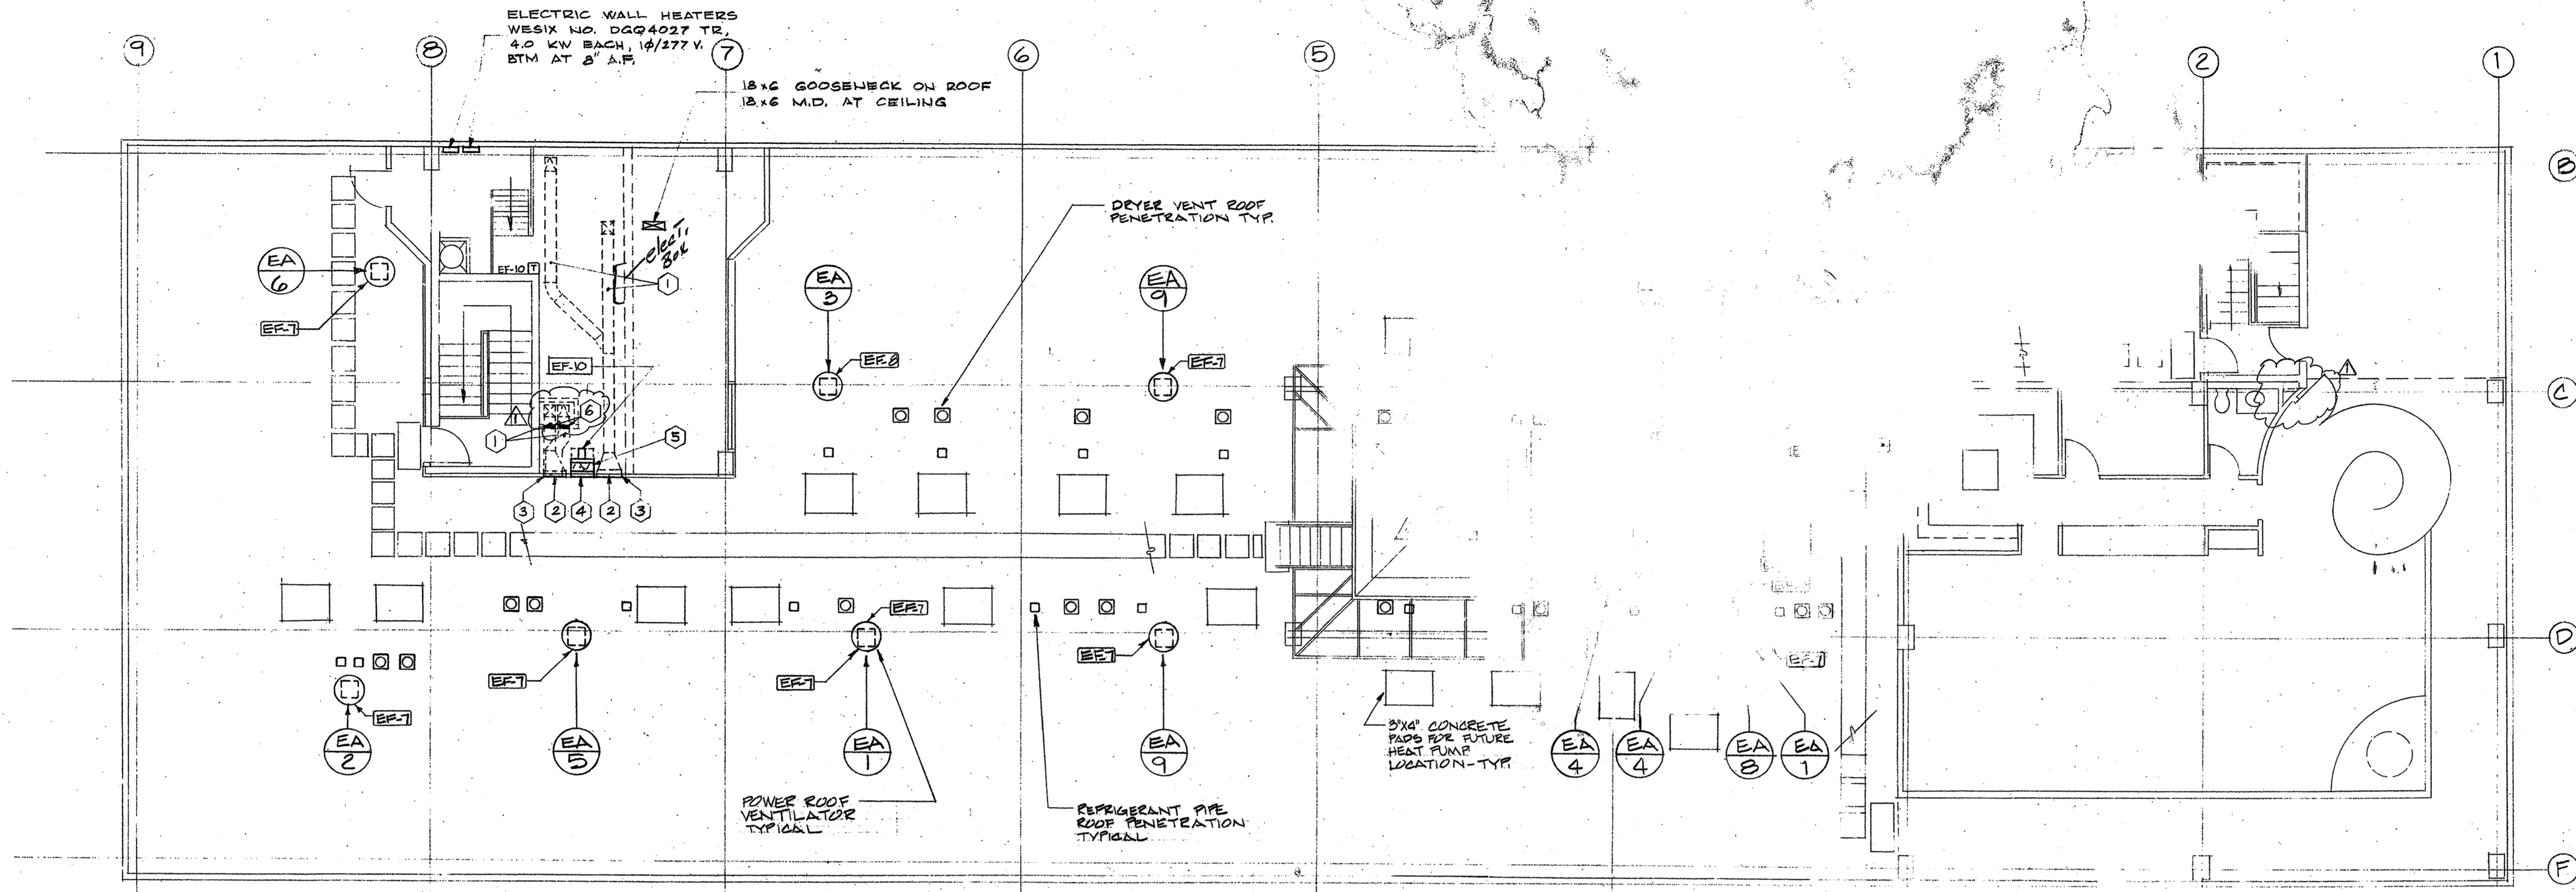 ELECTRIC WALL HEATERS
WESIX NO. DGQ4027 TR,
4.0 KW EACH, 1φ/277 V.
BTM AT 8" A.F.
9
8
7
6
5
2
1
18x6 GOOSENECK ON ROOF
18x6 M.D. AT CEILING
B
DRYER VENT ROOF
PENETRATION TYP.
Elect.
Box
EA
6
EF-10 T
1
EF-7
EA
3
EA
9
EF-8
EF-7
EF-10
1
C
6
1
1
5
3
2
4
2
3
EF-7
EF-7
EF-7
EF-7
EF-7
EF-7
D
EA
2
EA
5
EA
1
EA
9
3"X4" CONCRETE
PADS FOR FUTURE
HEAT PUMP
LOCATION-TYP.
EA
4
EA
4
EA
8
EA
1
POWER ROOF
VENTILATOR
TYPICAL
REFRIGERANT PIPE
ROOF PENETRATION
TYPICAL
F